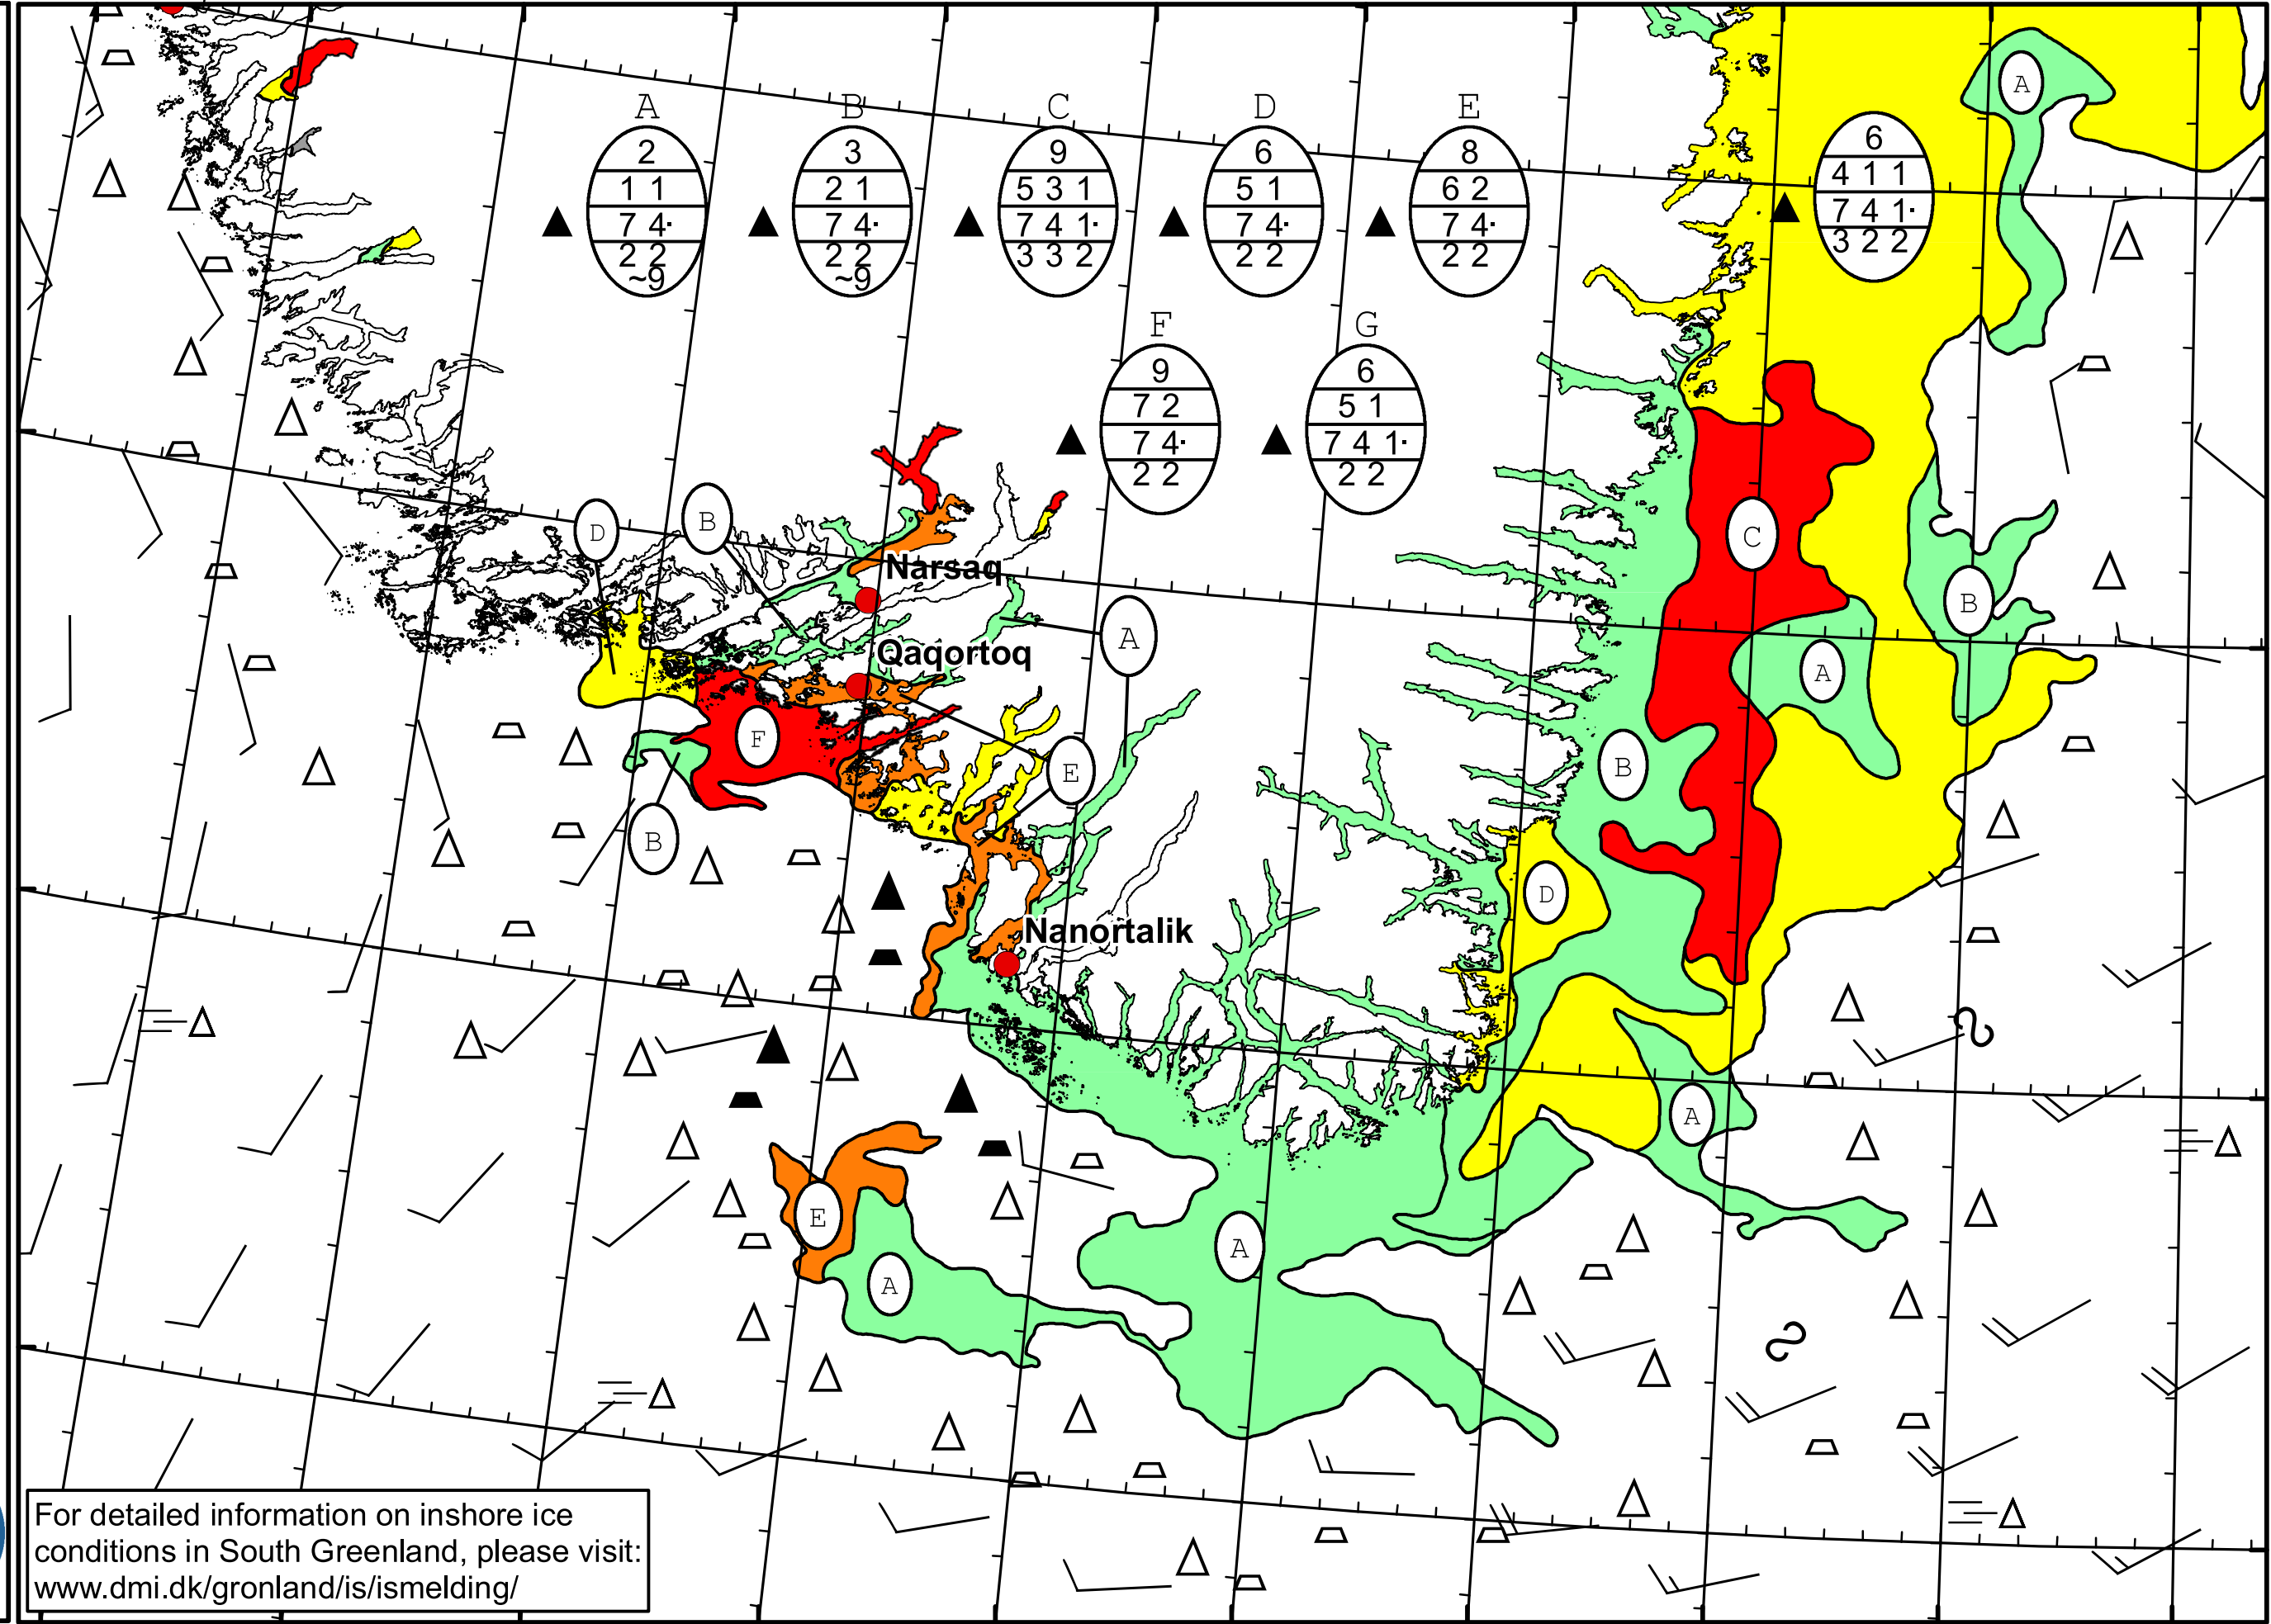 A B C D E
2 3 9 6 8 6
1 1 2 1 5 3 1 5 1 6 2 4 1 1
7 4· 7 4· 7 4 1· 7 4· 7 4· 7 4 1·
2 2 2 2 3 3 2 2 2 2 2 3 2 2
~9 ~9
F G
9 6
7 2 5 1
7 4· 7 4 1·
2 2 2 2
A
D B
C
Narsaq
B
A
Qaqortoq
A
F
E
B
B
D
Nanortalik
A
E
A
A
For detailed information on inshore ice
conditions in South Greenland, please visit:
www.dmi.dk/gronland/is/ismelding/